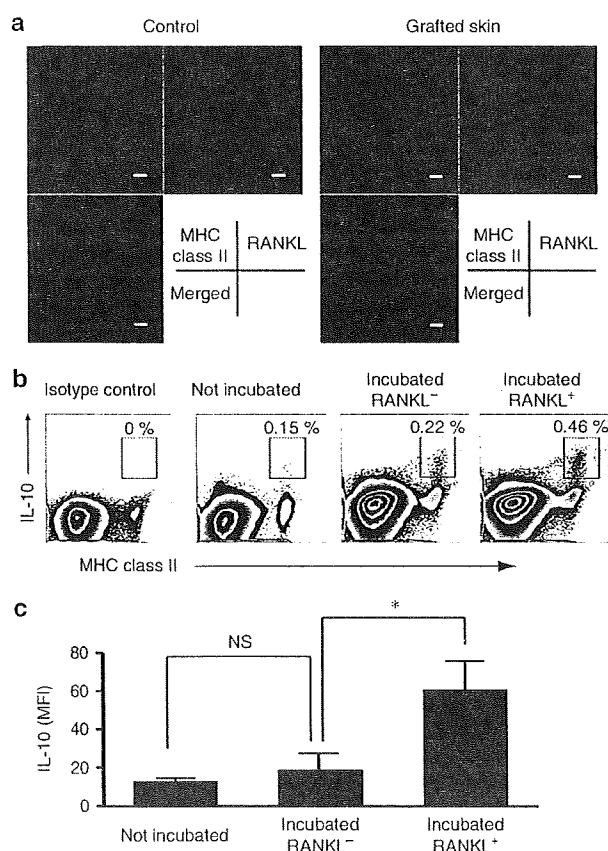 a
Control
Grafted skin
MHC class II
RANKL
Merged
MHC class II
RANKL
Merged
b
Isotype control
Not incubated
Incubated RANKL⁻
Incubated RANKL⁺
0 %
0.15 %
0.22 %
0.46 %
IL-10
MHC class II
c
NS
*
80
60
40
20
0
IL-10 (MFI)
Not incubated
Incubated RANKL⁻
Incubated RANKL⁺